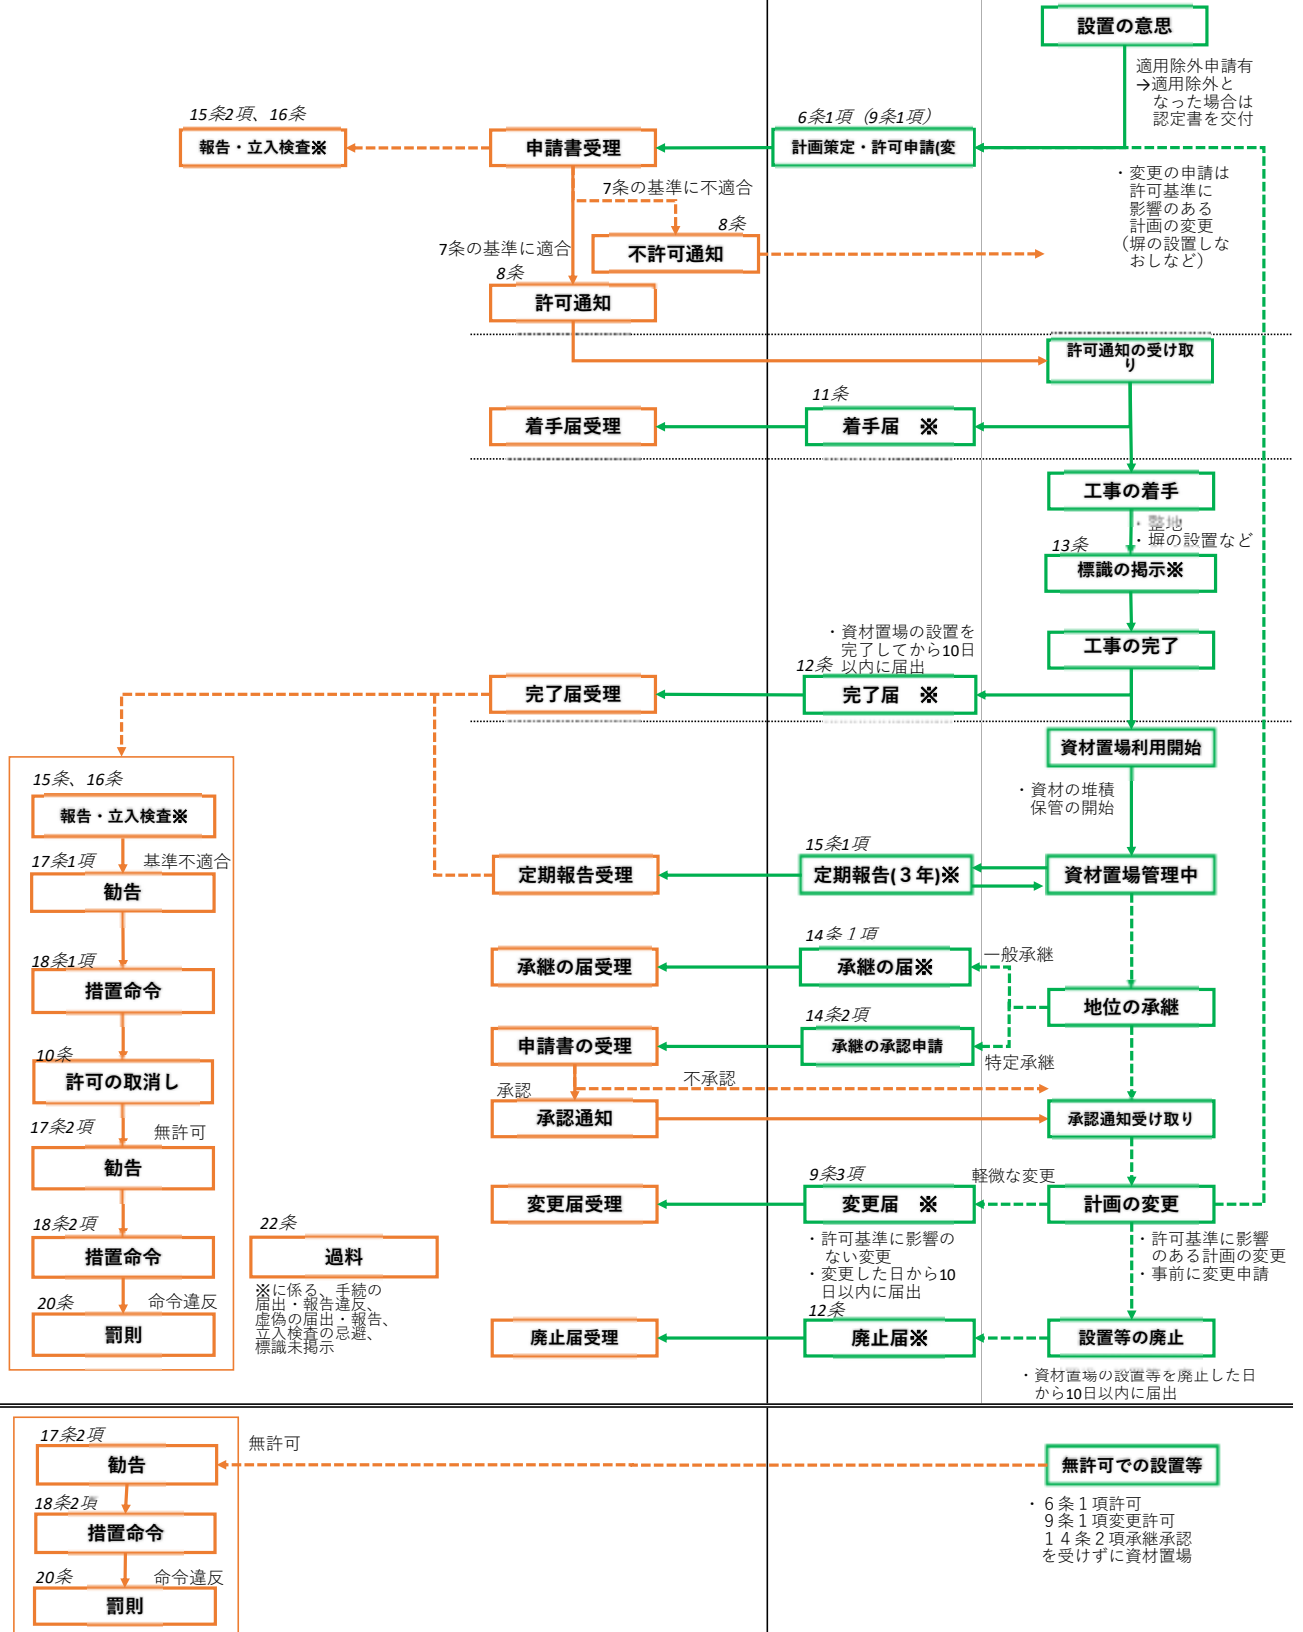 設置の意思
適用除外申請有
→適用除外と
なった場合は
認定書を交付
15条2項、16条
6条1項（9条1項）
報告・立入検査※
申請書受理
計画策定・許可申請(変
・変更の申請は
許可基準に
影響のある
計画の変更
（塀の設置しな
おしなど）
7条の基準に不適合
8条
7条の基準に適合
不許可通知
8条
許可通知
許可通知の受け取
り
11条
着手届受理
着手届　※
工事の着手
・整地
・塀の設置など
13条
標識の掲示※
・資材置場の設置を
完了してから10日
以内に届出
工事の完了
12条
完了届受理
完了届　※
資材置場利用開始
・資材の堆積
保管の開始
15条、16条
報告・立入検査※
17条1項
基準不適合
勧告
15条1項
定期報告受理
定期報告(３年)※
資材置場管理中
18条1項
措置命令
14条１項
一般承継
承継の届受理
承継の届※
地位の承継
14条2項
申請書の受理
承継の承認申請
特定承継
10条
許可の取消し
不承認
承認
承認通知
承認通知受け取り
17条2項
無許可
勧告
9条3項
軽微な変更
変更届受理
変更届　※
計画の変更
・許可基準に影響の
ない変更
・変更した日から10
日以内に届出
・許可基準に影響
のある計画の変更
・事前に変更申請
18条2項
措置命令
22条
過料
※に係る、手続の
届出・報告違反、
虚偽の届出・報告、
立入検査の忌避、
標識未掲示
20条
命令違反
罰則
12条
廃止届受理
廃止届※
設置等の廃止
・資材置場の設置等を廃止した日
から10日以内に届出
17条2項
無許可
勧告
無許可での設置等
・６条１項許可
９条１項変更許可
１４条２項承継承認
を受けずに資材置場
18条2項
措置命令
20条
命令違反
罰則